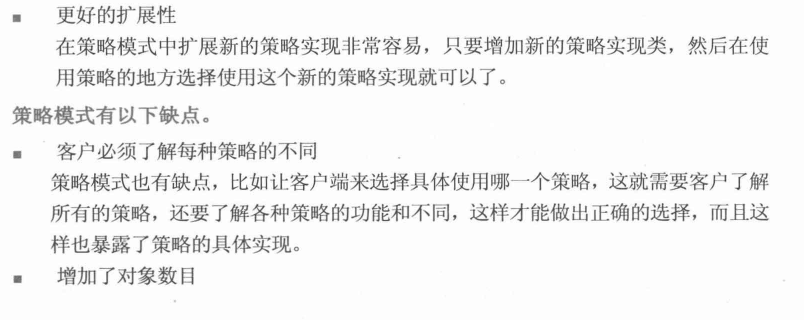 ■ 更好的扩展性
在策略模式中扩展新的策略实现非常容易，只要增加新的策略实现类，然后在使
用策略的地方选择使用这个新的策略实现就可以了。
策略模式有以下缺点。
■ 客户必须了解每种策略的不同
策略模式也有缺点，比如让客户端来选择具体使用哪一个策略，这就需要客户了解
所有的策略，还要了解各种策略的功能和不同，这样才能做出正确的选择，而且这
样也暴露了策略的具体实现。
■ 增加了对象数目